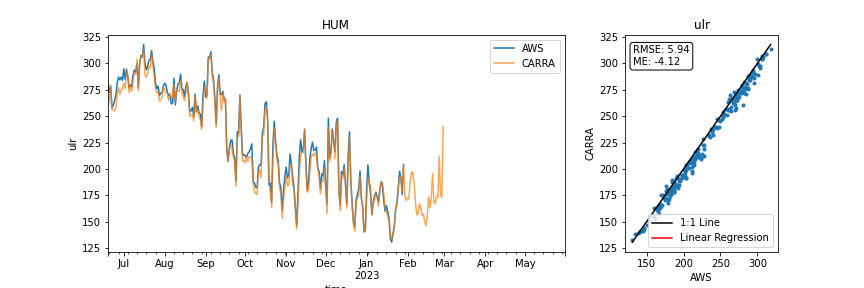 HUM
ulr
325
300
275
250
225
200
175
150
125
ulr
AWS
CARRA
Jul
Aug
Sep
Oct
Nov
Dec
Jan
2023
Feb
Mar
Apr
May
time
325
300
275
250
225
200
175
150
125
CARRA
RMSE: 5.94
ME: -4.12
1:1 Line
Linear Regression
150
200
250
300
AWS